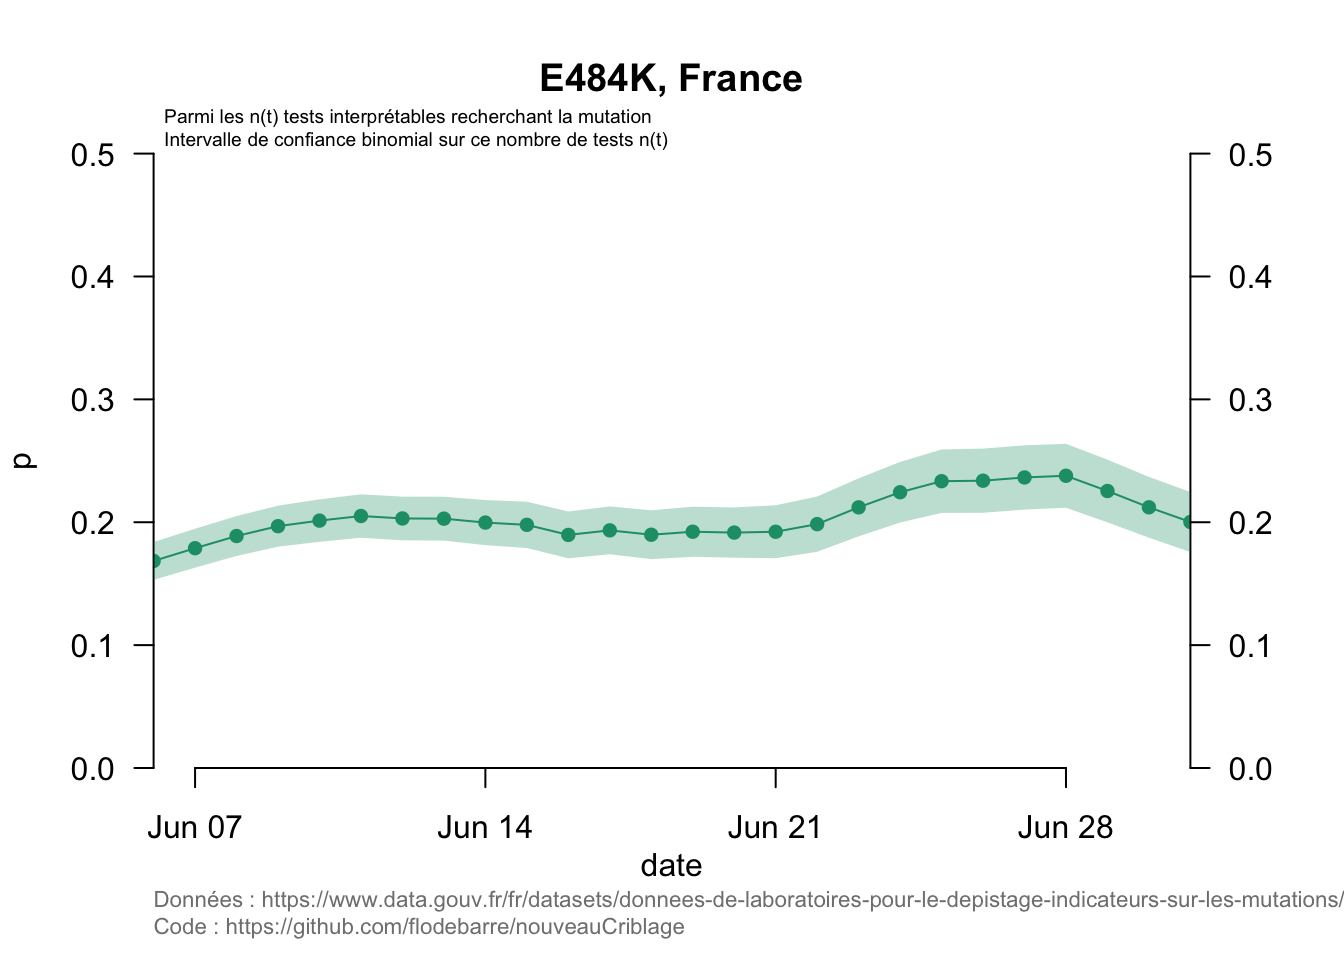 E484K, France
Parmi les n(t) tests interprétables recherchant la mutation
Intervalle de confiance binomial sur ce nombre de tests n(t)
0.5
0.5
0.4
0.4
0.3
0.3
p
0.2
0.2
0.1
0.1
0.0
0.0
Jun 07
Jun 14
Jun 21
Jun 28
date
Données : https://www.data.gouv.fr/fr/datasets/donnees-de-laboratoires-pour-le-depistage-indicateurs-sur-les-mutations/
Code : https://github.com/flodebarre/nouveauCriblage